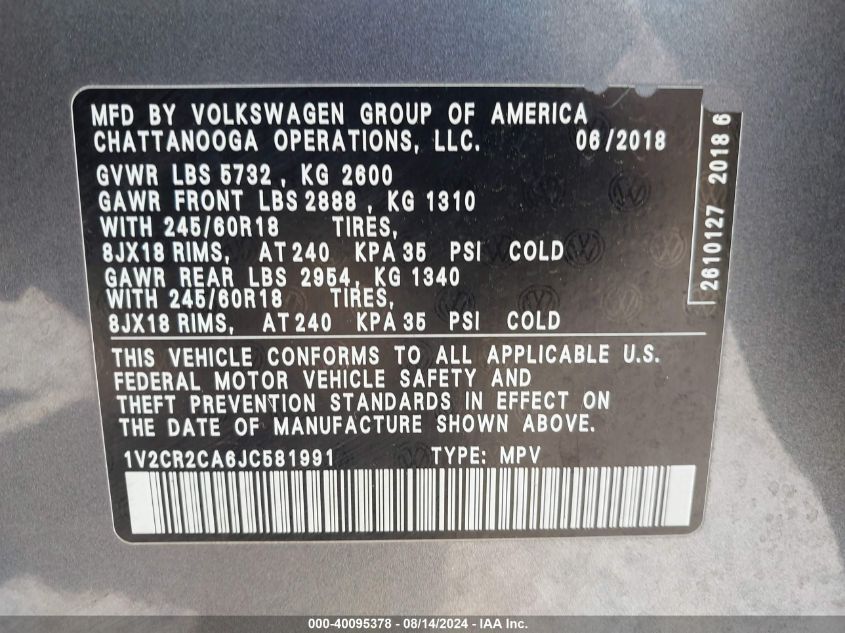 MFD BY VOLKSWAGEN GROUP OF AMERICA
CHATTANOOGA OPERATIONS, LLC. 06/2018
GVWR LBS 5732 , KG 2600
GAWR FRONT LBS 2888 , KG 1310
WITH 245/60R18 TIRES,
8JX18 RIMS, AT 240 KPA 35 PSI COLD
GAWR REAR LBS 2954, KG 1340
WITH 245/60R18 TIRES,
8JX18 RIMS, AT 240 KPA 35 PSI COLD
THIS VEHICLE CONFORMS TO ALL APPLICABLE U.S.
FEDERAL MOTOR VEHICLE SAFETY AND
THEFT PREVENTION STANDARDS IN EFFECT ON
THE DATE OF MANUFACTURE SHOWN ABOVE.
1V2CR2CA6JC581991 TYPE: MPV
2610127 2018 6
000-40095378 - 08/14/2024 - IAA Inc.